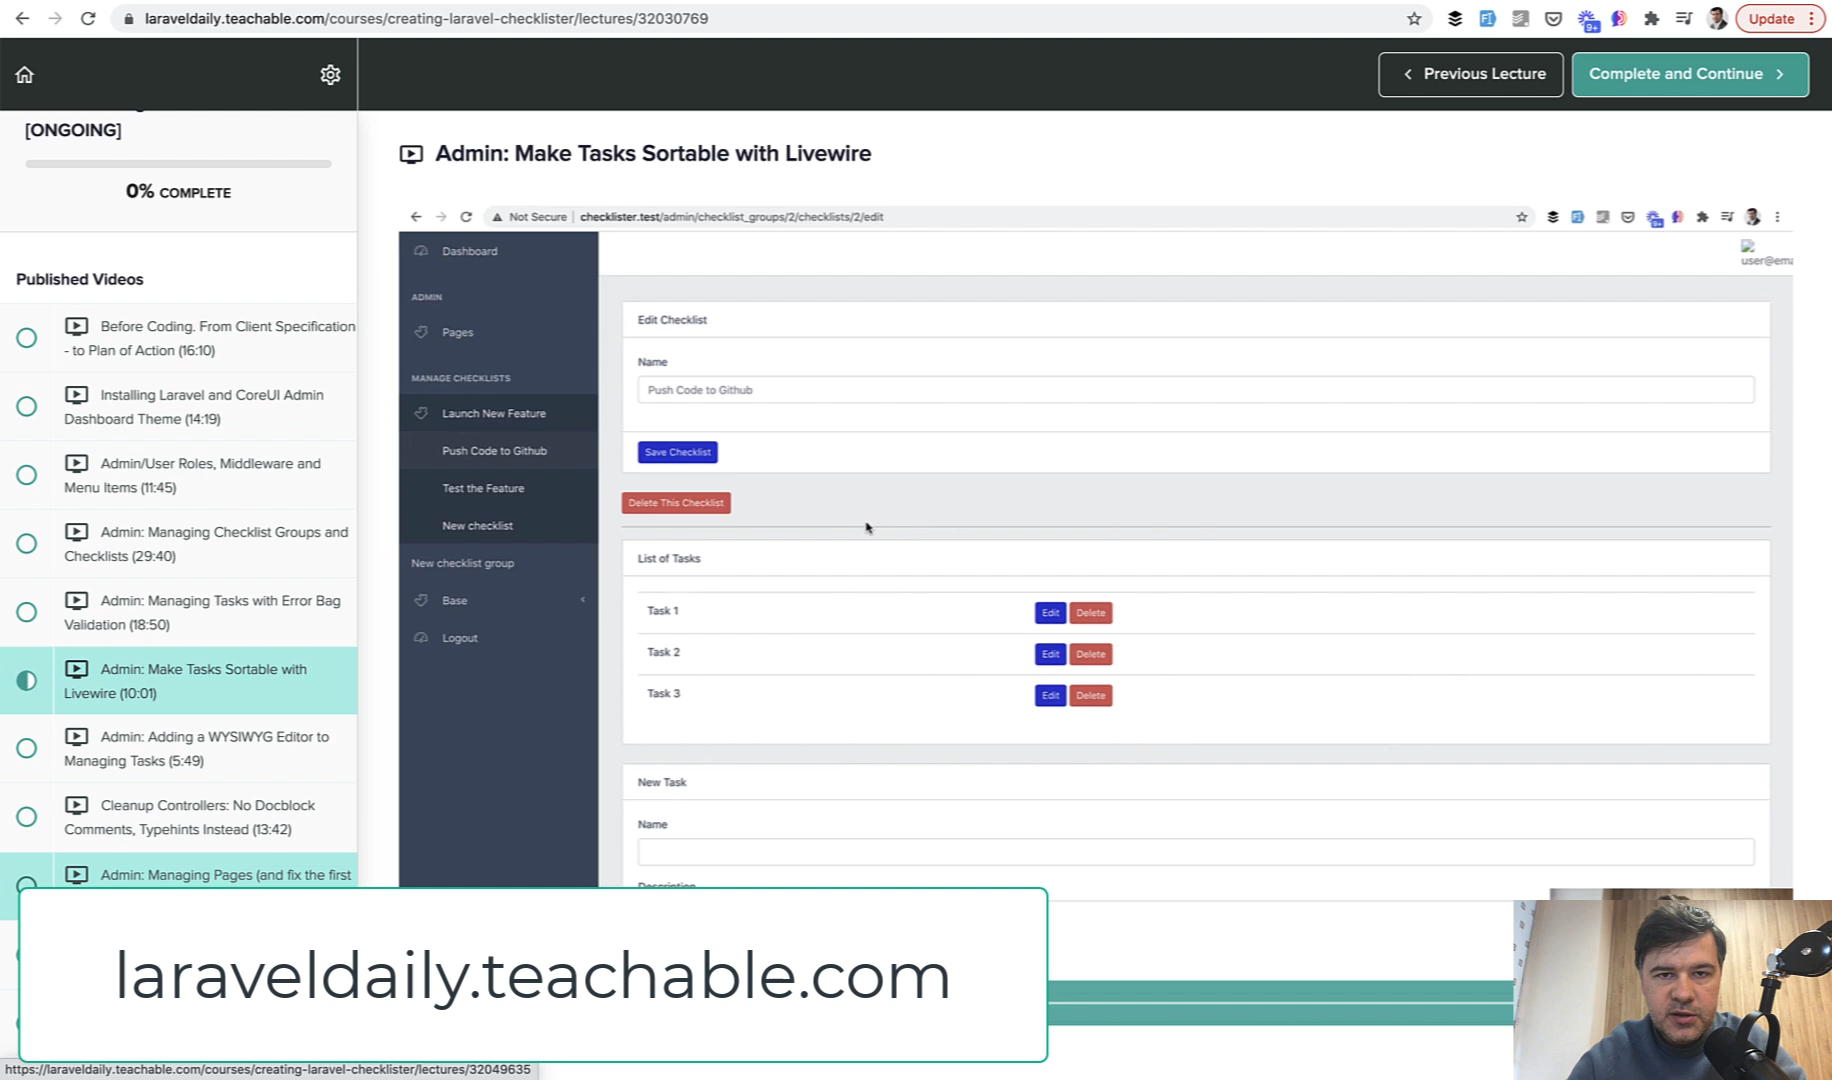 laraveldaily.teachable.com/courses/creating-laravel-checklister/lectures/32030769
9+
Update
Previous Lecture
Complete and Continue
[ONGOING]
0% COMPLETE
Published Videos
Before Coding. From Client Specification
- to Plan of Action (16:10)
Installing Laravel and CoreUI Admin
Dashboard Theme (14:19)
Admin/User Roles, Middleware and
Menu Items (11:45)
Admin: Managing Checklist Groups and
Checklists (29:40)
Admin: Managing Tasks with Error Bag
Validation (18:50)
Admin: Make Tasks Sortable with
Livewire (10:01)
Admin: Adding a WYSIWYG Editor to
Managing Tasks (5:49)
Cleanup Controllers: No Docblock
Comments, Typehints Instead (13:42)
Admin: Managing Pages (and fix the first
Admin: Make Tasks Sortable with Livewire
Not Secure
checklister.test/admin/checklist_groups/2/checklists/2/edit
Dashboard
ADMIN
Pages
MANAGE CHECKLISTS
Launch New Feature
Push Code to Github
Test the Feature
New checklist
New checklist group
Base
Logout
user@ema
Edit Checklist
Name
Push Code to Github
Save Checklist
Delete This Checklist
List of Tasks
Task 1
Edit
Delete
Task 2
Edit
Delete
Task 3
Edit
Delete
New Task
Name
Description
laraveldaily.teachable.com
https://laraveldaily.teachable.com/courses/creating-laravel-checklister/lectures/32049635